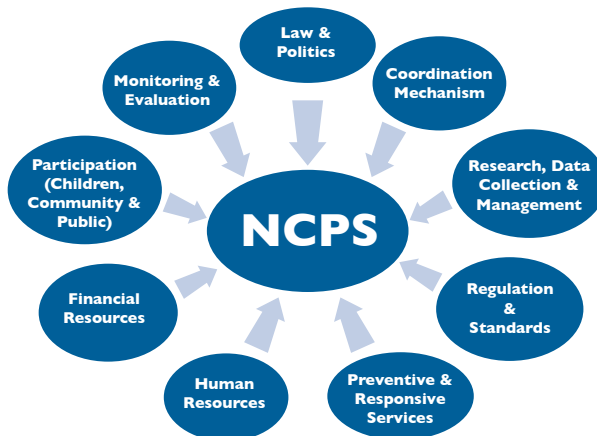 Law &
Politics
Coordination
Mechanism
Research, Data
Collection &
Management
Regulation
&
Standards
Preventive &
Responsive
Services
Human
Resources
Financial
Resources
Participation
(Children,
Community &
Public)
Monitoring &
Evaluation
NCPS